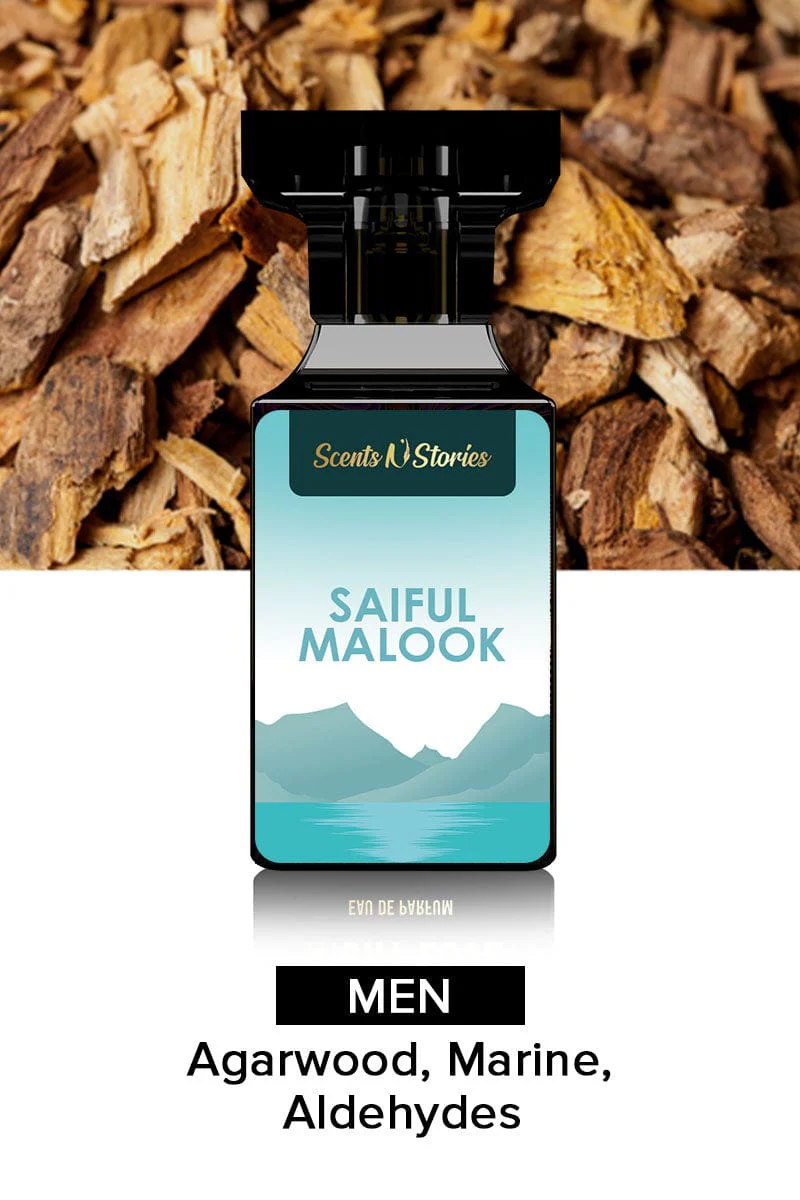 Scents N Stories
SAIFUL
MALOOK
EAU DE PARFUM
MEN
Agarwood, Marine,
Aldehydes